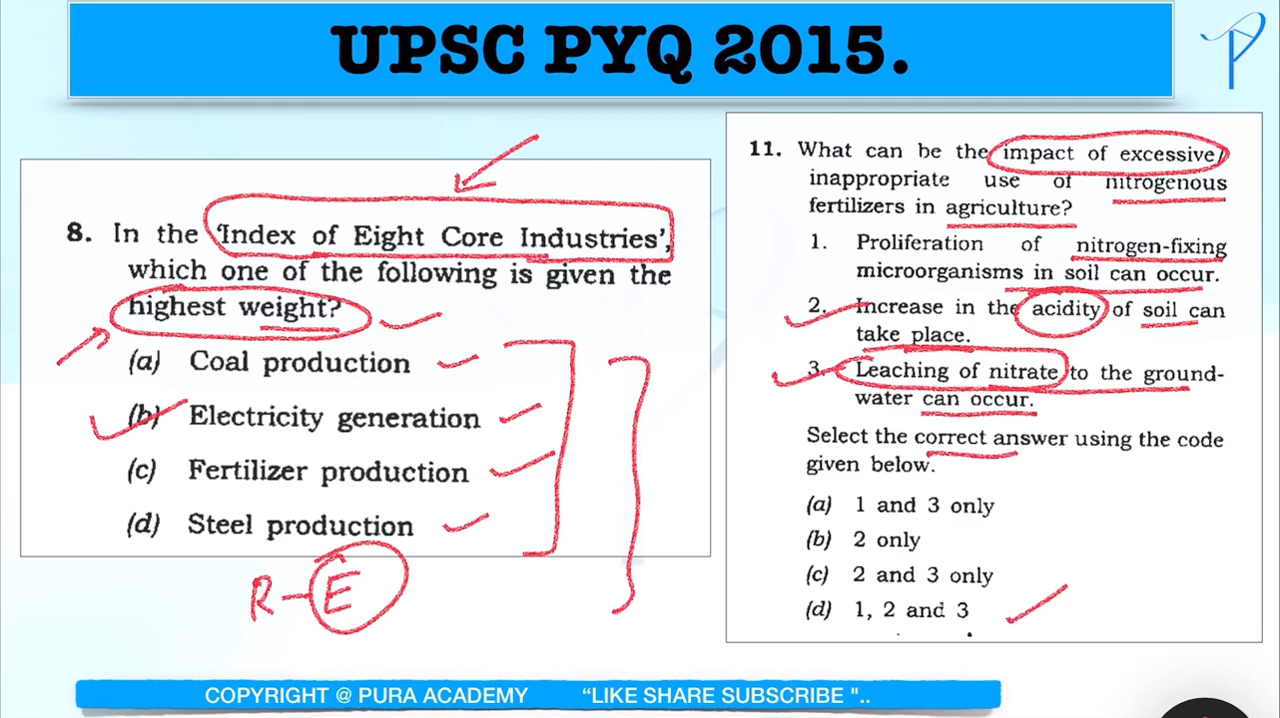 UPSC PYQ 2015.
8. In the 'Index of Eight Core Industries',
which one of the following is given the
highest weight?
(a) Coal production
(b) Electricity generation
(c) Fertilizer production
(d) Steel production
R - E
11. What can be the impact of excessive/
inappropriate use of nitrogenous
fertilizers in agriculture?
1. Proliferation of nitrogen-fixing
microorganisms in soil can occur.
2. Increase in the acidity of soil can
take place.
3. Leaching of nitrate to the ground-
water can occur.
Select the correct answer using the code
given below.
(a) 1 and 3 only
(b) 2 only
(c) 2 and 3 only
(d) 1, 2 and 3
COPYRIGHT @ PURA ACADEMY “LIKE SHARE SUBSCRIBE "..